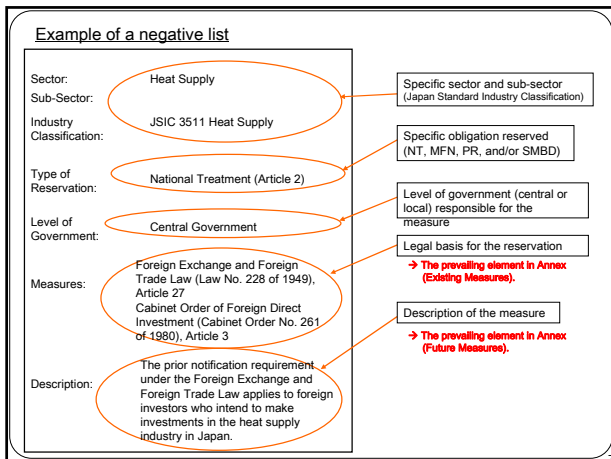 Example of a negative list
Sector: Heat Supply
Sub-Sector:
Industry
Classification: JSIC 3511 Heat Supply
Type of
Reservation: National Treatment (Article 2)
Level of
Government: Central Government
Measures: Foreign Exchange and Foreign
Trade Law (Law No. 228 of 1949),
Article 27
Cabinet Order of Foreign Direct
Investment (Cabinet Order No. 261
of 1980), Article 3
Description: The prior notification requirement
under the Foreign Exchange and
Foreign Trade Law applies to foreign
investors who intend to make
investments in the heat supply
industry in Japan.
Specific sector and sub-sector
(Japan Standard Industry Classification)
Specific obligation reserved
(NT, MFN, PR, and/or SMBD)
Level of government (central or
local) responsible for the
measure
Legal basis for the reservation
→ The prevailing element in Annex
(Existing Measures).
Description of the measure
→ The prevailing element in Annex
(Future Measures).